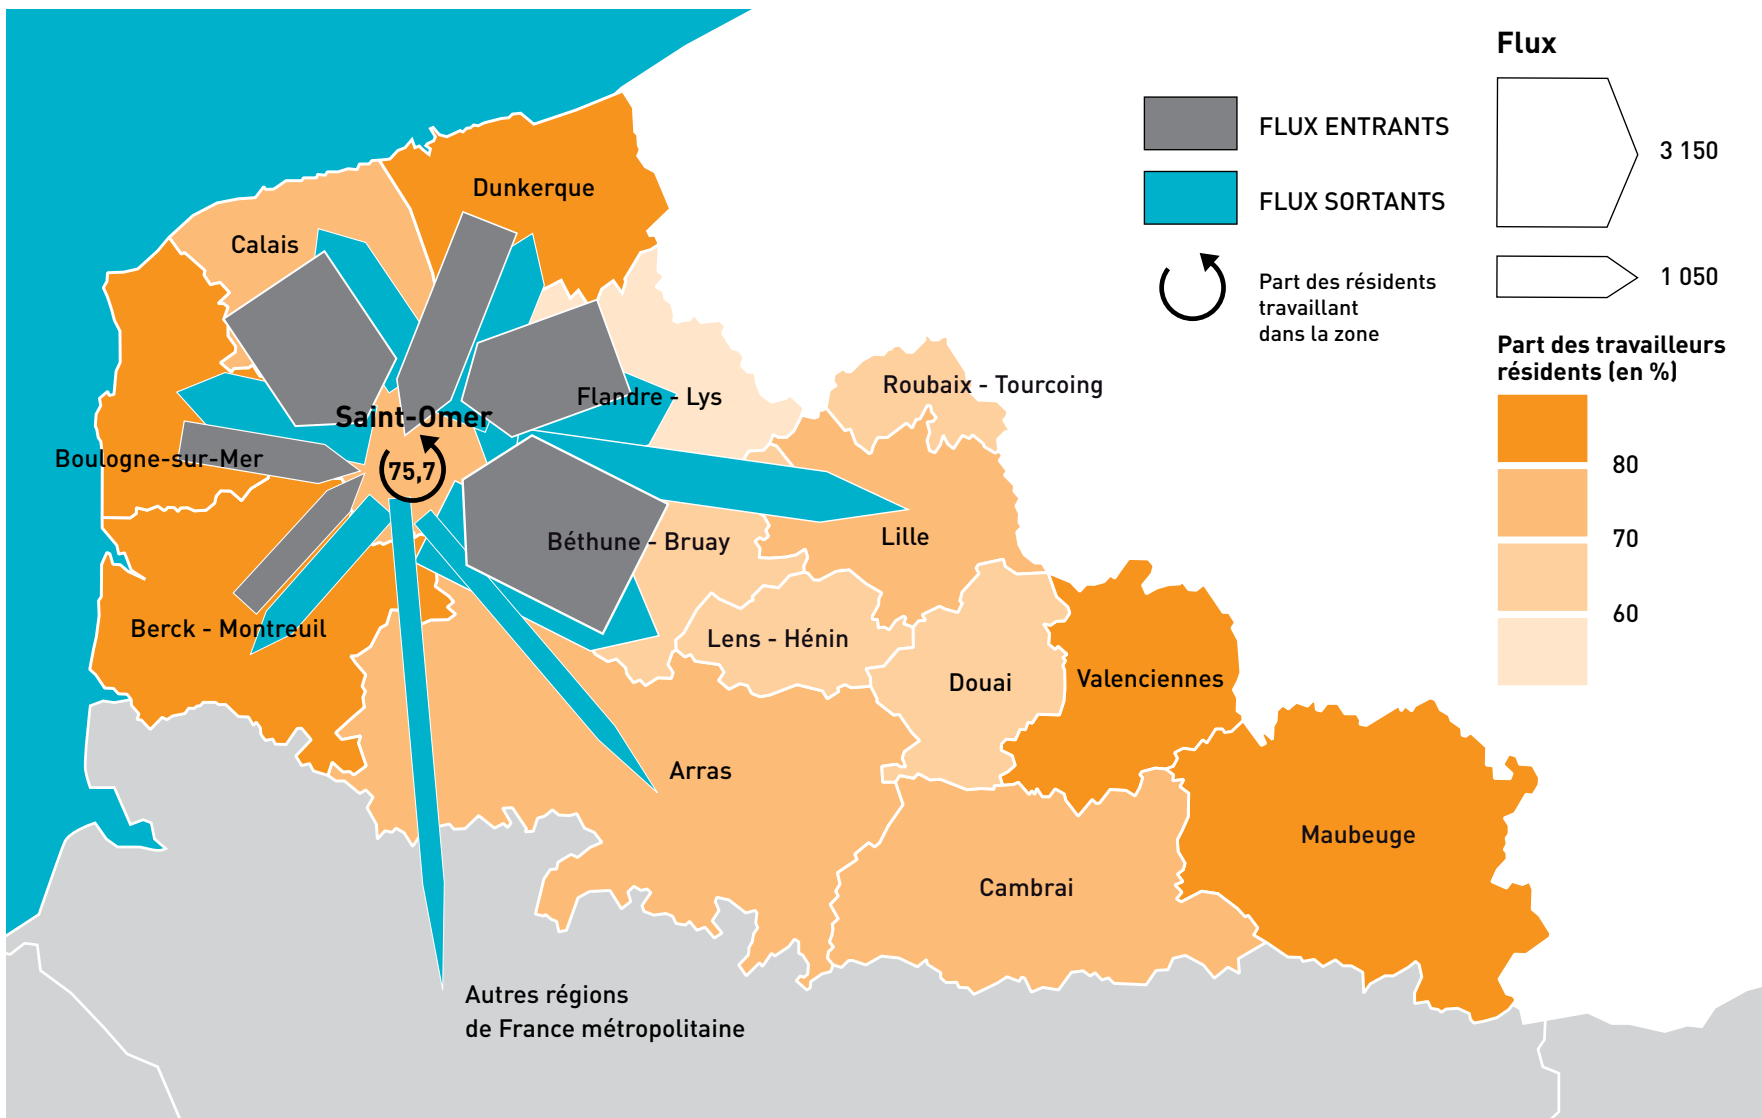 Flux
3 150
1 050
FLUX ENTRANTS
FLUX SORTANTS
Part des résidents
travaillant
dans la zone
Part des travailleurs
résidents (en %)
80
70
60
Dunkerque
Calais
Roubaix - Tourcoing
Flandre - Lys
Saint-Omer
75,7
Boulogne-sur-Mer
Béthune - Bruay
Lille
Berck - Montreuil
Lens - Hénin
Douai
Valenciennes
Arras
Maubeuge
Cambrai
Autres régions
de France métropolitaine